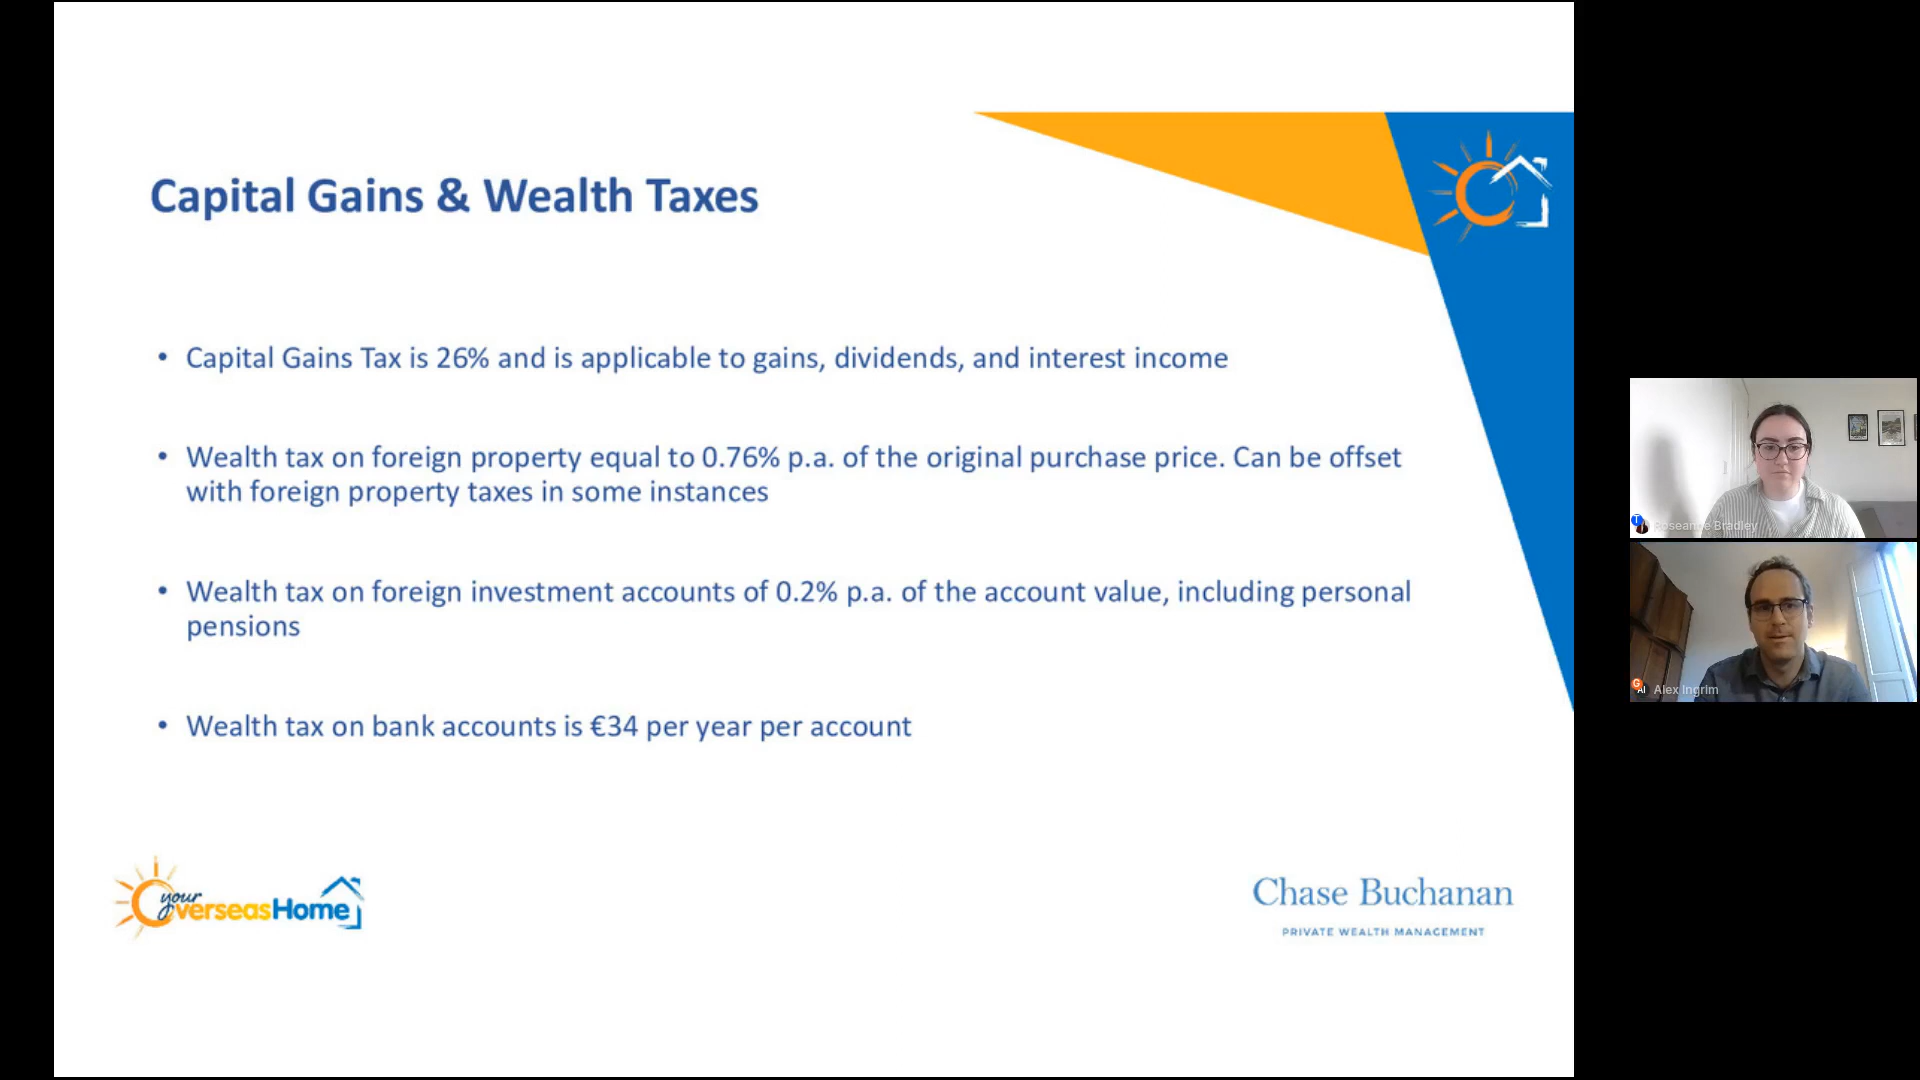 Capital Gains & Wealth Taxes
• Capital Gains Tax is 26% and is applicable to gains, dividends, and interest income
• Wealth tax on foreign property equal to 0.76% p.a. of the original purchase price. Can be offset
with foreign property taxes in some instances
• Wealth tax on foreign investment accounts of 0.2% p.a. of the account value, including personal
pensions
• Wealth tax on bank accounts is €34 per year per account
your
OverseasHome
Chase Buchanan
PRIVATE WEALTH MANAGEMENT
Roseanne Bradley
Alex Ingrim